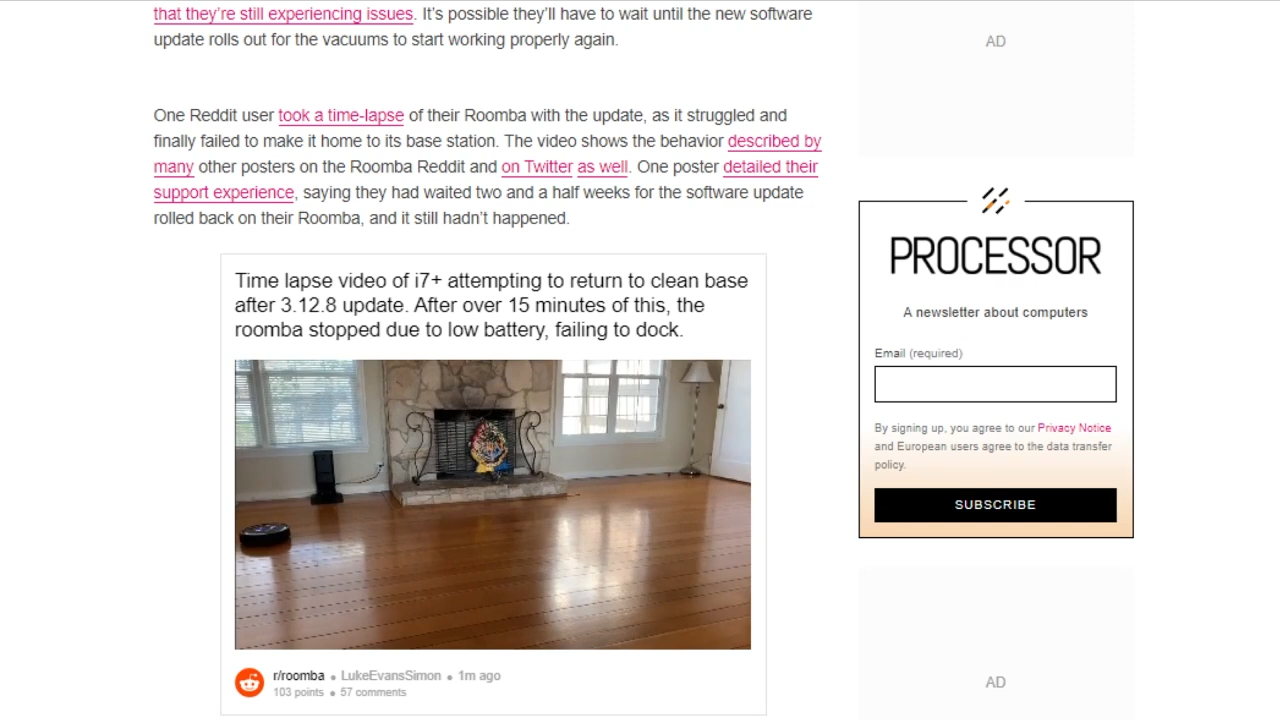 that they’re still experiencing issues. It’s possible they’ll have to wait until the new software
update rolls out for the vacuums to start working properly again.
One Reddit user took a time-lapse of their Roomba with the update, as it struggled and
finally failed to make it home to its base station. The video shows the behavior described by
many other posters on the Roomba Reddit and on Twitter as well. One poster detailed their
support experience, saying they had waited two and a half weeks for the software update
rolled back on their Roomba, and it still hadn’t happened.
Time lapse video of i7+ attempting to return to clean base
after 3.12.8 update. After over 15 minutes of this, the
roomba stopped due to low battery, failing to dock.
r/roomba • LukeEvansSimon • 1m ago
103 points • 57 comments
AD
PROCESSOR
A newsletter about computers
Email (required)
By signing up, you agree to our Privacy Notice
and European users agree to the data transfer
policy.
SUBSCRIBE
AD